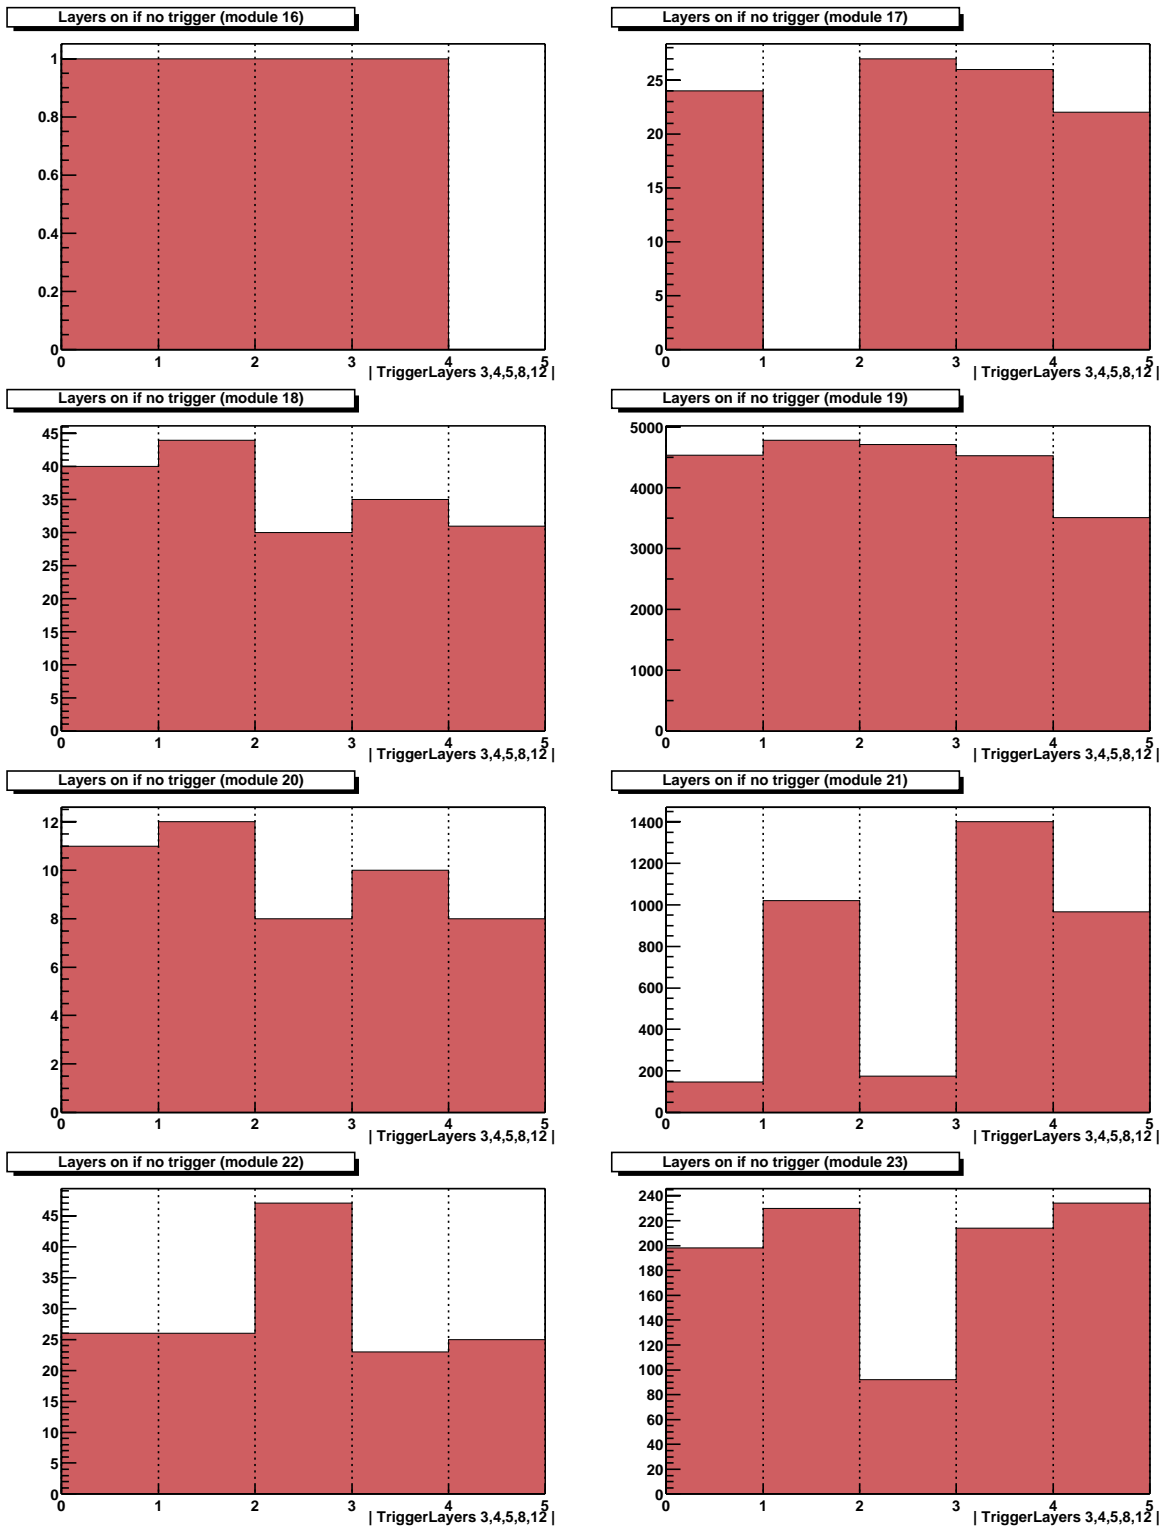 Layers on if no trigger (module 16)
1
0.8
0.6
0.4
0.2
0
0 1 2 3 4 5
| TriggerLayers 3,4,5,8,12 |
Layers on if no trigger (module 17)
25
20
15
10
5
0
0 1 2 3 4 5
| TriggerLayers 3,4,5,8,12 |
Layers on if no trigger (module 18)
45
40
35
30
25
20
15
10
5
0
0 1 2 3 4 5
| TriggerLayers 3,4,5,8,12 |
Layers on if no trigger (module 19)
5000
4000
3000
2000
1000
0
0 1 2 3 4 5
| TriggerLayers 3,4,5,8,12 |
Layers on if no trigger (module 20)
12
10
8
6
4
2
0
0 1 2 3 4 5
| TriggerLayers 3,4,5,8,12 |
Layers on if no trigger (module 21)
1400
1200
1000
800
600
400
200
0
0 1 2 3 4 5
| TriggerLayers 3,4,5,8,12 |
Layers on if no trigger (module 22)
45
40
35
30
25
20
15
10
5
0
0 1 2 3 4 5
| TriggerLayers 3,4,5,8,12 |
Layers on if no trigger (module 23)
240
220
200
180
160
140
120
100
80
60
40
20
0
0 1 2 3 4 5
| TriggerLayers 3,4,5,8,12 |